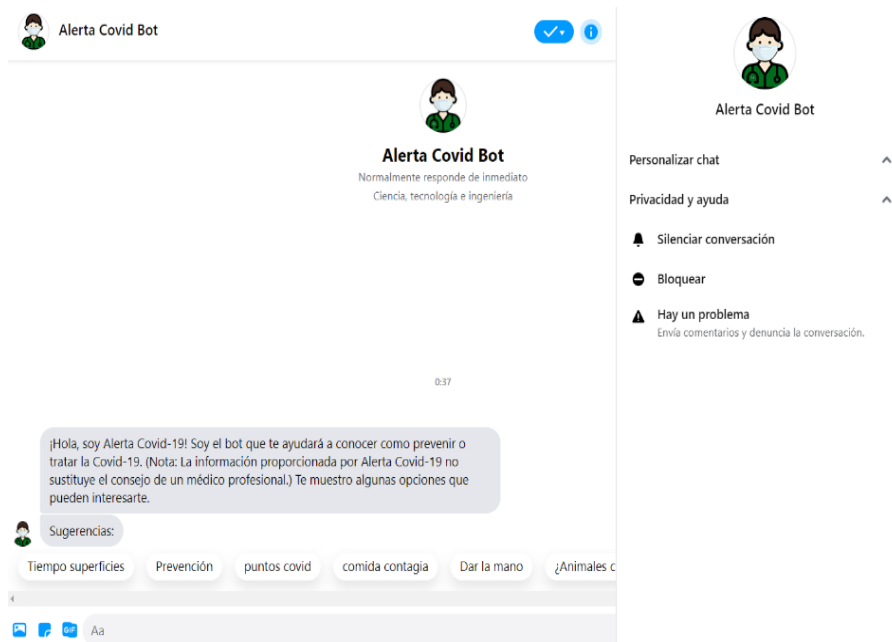 Alerta Covid Bot
Alerta Covid Bot
Normalmente responde de inmediato
Ciencia, tecnología e ingeniería
0:37
¡Hola, soy Alerta Covid-19! Soy el bot que te ayudará a conocer como prevenir o
tratar la Covid-19. (Nota: La información proporcionada por Alerta Covid-19 no
sustituye el consejo de un médico profesional.) Te muestro algunas opciones que
pueden interesarte.
Sugerencias:
Tiempo superficies Prevención puntos covid comida contagia Dar la mano ¿Animales c
GIF Aa
Alerta Covid Bot
Personalizar chat
Privacidad y ayuda
Silenciar conversación
Bloquear
Hay un problema
Envía comentarios y denuncia la conversación.